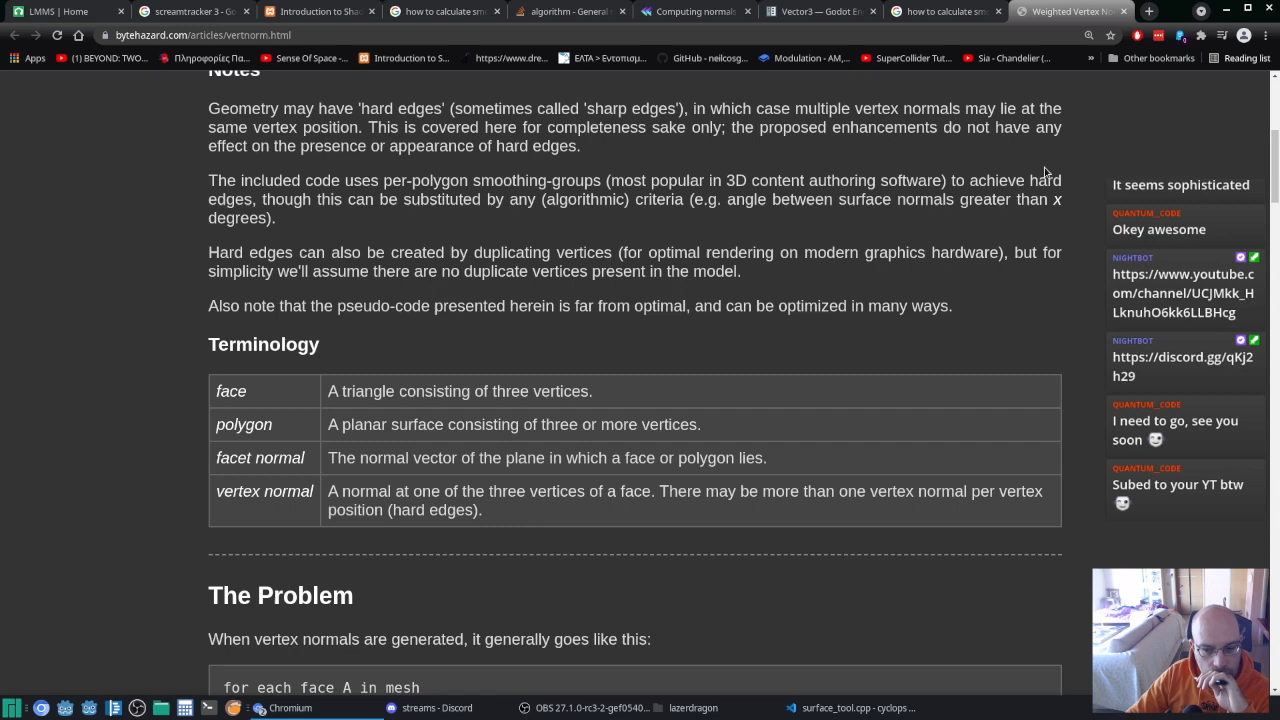 LMMS | Home
screamtracker 3 - Go
Introduction to Sha
how to calculate sm
algorithm - General
Computing normals
Vector3 — Godot En
how to calculate sm
Weighted Vertex No
bytehazard.com/articles/vertnorm.html
Apps
(1) BEYOND: TWO...
Πληροφορίες Παρ...
Sense Of Space -...
Introduction to S...
https://www.dre...
ΕΛΤΑ > Εντοπισμ...
GitHub - neilcosg...
Modulation - AM,...
SuperCollider Tut...
Sia - Chandelier (...
»
Other bookmarks
Reading list
Notes
Geometry may have 'hard edges' (sometimes called 'sharp edges'), in which case multiple vertex normals may lie at the
same vertex position. This is covered here for completeness sake only; the proposed enhancements do not have any
effect on the presence or appearance of hard edges.
The included code uses per-polygon smoothing-groups (most popular in 3D content authoring software) to achieve hard
edges, though this can be substituted by any (algorithmic) criteria (e.g. angle between surface normals greater than x
degrees).
Hard edges can also be created by duplicating vertices (for optimal rendering on modern graphics hardware), but for
simplicity we'll assume there are no duplicate vertices present in the model.
Also note that the pseudo-code presented herein is far from optimal, and can be optimized in many ways.
Terminology
face A triangle consisting of three vertices.
polygon A planar surface consisting of three or more vertices.
facet normal The normal vector of the plane in which a face or polygon lies.
vertex normal A normal at one of the three vertices of a face. There may be more than one vertex normal per vertex
position (hard edges).
The Problem
When vertex normals are generated, it generally goes like this:
for each face A in mesh
It seems sophisticated
QUANTUM_CODE
Okey awesome
NIGHTBOT
https://www.youtube.c
om/channel/UCJMkk_H
LknuhO6kk6LLBHcg
NIGHTBOT
https://discord.gg/qKj2
h29
QUANTUM_CODE
I need to go, see you
soon
QUANTUM_CODE
Subed to your YT btw
Chromium
streams - Discord
OBS 27.1.0-rc3-2-gef0540...
lazerdragon
surface_tool.cpp - cyclops ...